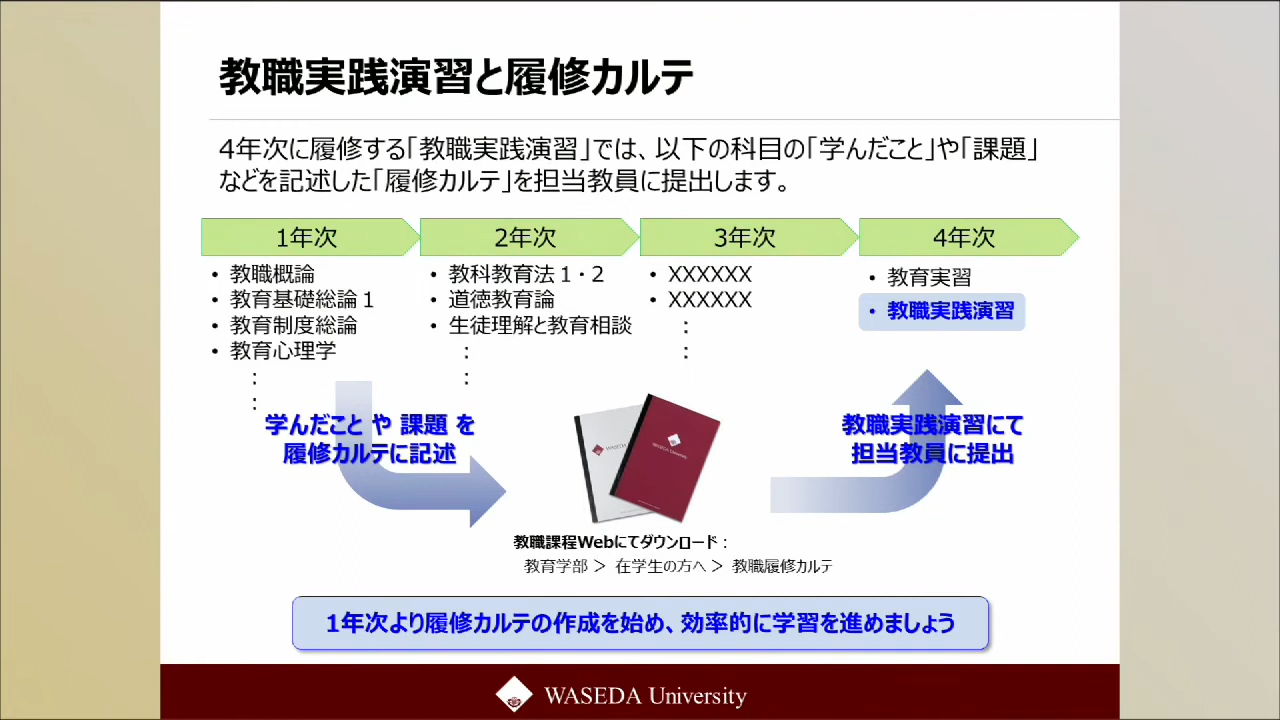 教職実践演習と履修カルテ
4年次に履修する「教職実践演習」では、以下の科目の「学んだこと」や「課題」
などを記述した「履修カルテ」を担当教員に提出します。
1年次
• 教職概論
• 教育基礎総論1
• 教育制度総論
• 教育心理学
：
：
2年次
• 教科教育法1・2
• 道徳教育論
• 生徒理解と教育相談
：
：
3年次
• XXXXXX
• XXXXXX
：
：
4年次
• 教育実習
• 教職実践演習
学んだこと や 課題 を
履修カルテに記述
WASEDA
WASEDA University
教職実践演習にて
担当教員に提出
教職課程Webにてダウンロード：
教育学部 ＞ 在学生の方へ ＞ 教職履修カルテ
1年次より履修カルテの作成を始め、効率的に学習を進めましょう
WASEDA University